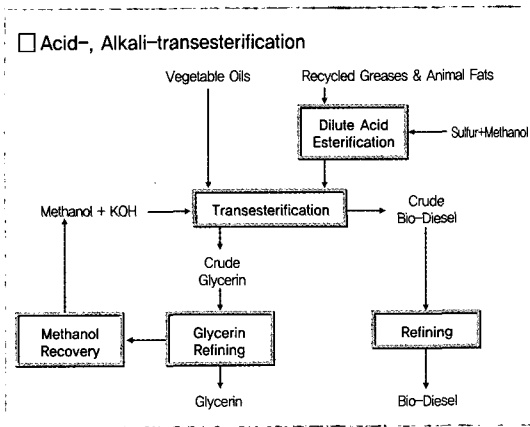 □ Acid-, Alkali-transesterification
Vegetable Oils
Recycled Greases & Animal Fats
Dilute Acid
Esterification
Sulfur+Methanol
Methanol + KOH
Transesterification
Crude
Bio-Diesel
Crude
Glycerin
Methanol
Recovery
Glycerin
Refining
Refining
Glycerin
Bio-Diesel